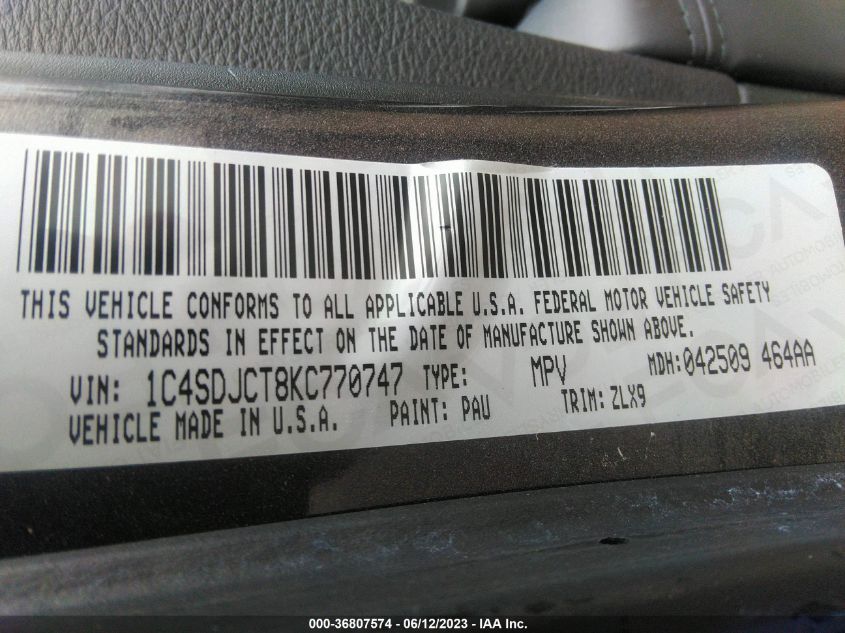 THIS VEHICLE CONFORMS TO ALL APPLICABLE U.S.A. FEDERAL MOTOR VEHICLE SAFETY
STANDARDS IN EFFECT ON THE DATE OF MANUFACTURE SHOWN ABOVE.
VIN: 1C4SDJCT8KC770747 TYPE: MPV MDH:042509 464AA
VEHICLE MADE IN U.S.A. PAINT: PAU TRIM: ZLX9
000-36807574 - 06/12/2023 - IAA Inc.